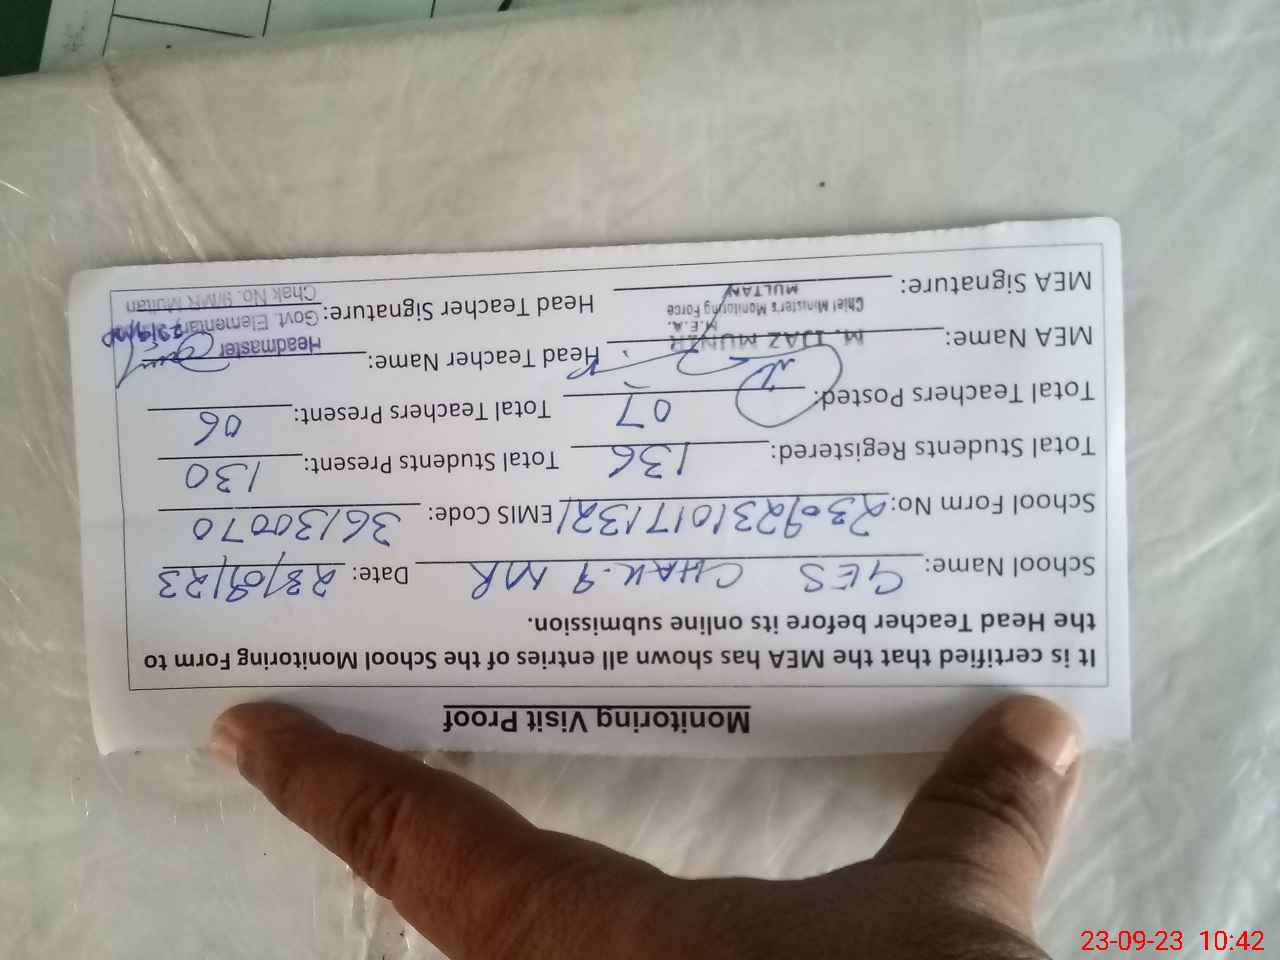 Monitoring Visit Proof
It is certified that the MEA has shown all entries of the School Monitoring Form to
the Head Teacher before its online submission.
School Name: GES CHAK-9 MR Date: 23/09/23
School Form No: 23092310171321 EMIS Code: 36130070
Total Students Registered: 136 Total Students Present: 130
Total Teachers Posted: 07 Total Teachers Present: 06
MEA Name: M. IJAZ MUNIR Head Teacher Name: Headmaster
M.E.A.
Chief Minister's Monitoring Force
MULTAN
Govt. Elementary
MEA Signature: Head Teacher Signature: Chak No. 9/MR Multan
23-09-23 10:42